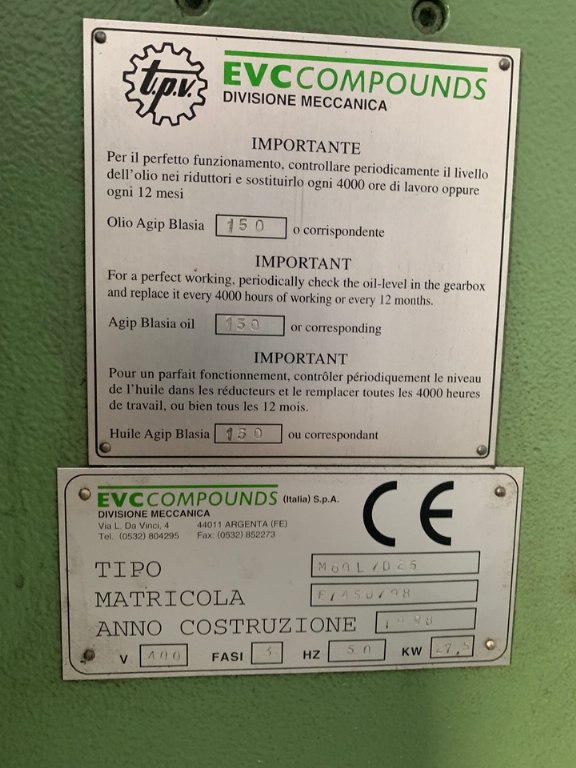 t.p.v.
EVCCOMPOUNDS
DIVISIONE MECCANICA
IMPORTANTE
Per il perfetto funzionamento, controllare periodicamente il livello
dell'olio nei riduttori e sostituirlo ogni 4000 ore di lavoro oppure
ogni 12 mesi
Olio Agip Blasia 150 o corrispondente
IMPORTANT
For a perfect working, periodically check the oil-level in the gearbox
and replace it every 4000 hours of working or every 12 months.
Agip Blasia oil 150 or corresponding
IMPORTANT
Pour un parfait fonctionnement, contrôler périodiquement le niveau
de l'huile dans les réducteurs et le remplacer toutes les 4000 heures
de travail, ou bien tous les 12 mois.
Huile Agip Blasia 150 ou correspondant
EVCCOMPOUNDS (Italia) S.p.A.
DIVISIONE MECCANICA
Via L. Da Vinci, 4 44011 ARGENTA (FE)
Tel. (0532) 804295 Fax: (0532) 852273
CE
TIPO
MATRICOLA
ANNO COSTRUZIONE
V 400 FASI 3 HZ 50 KW 27,5